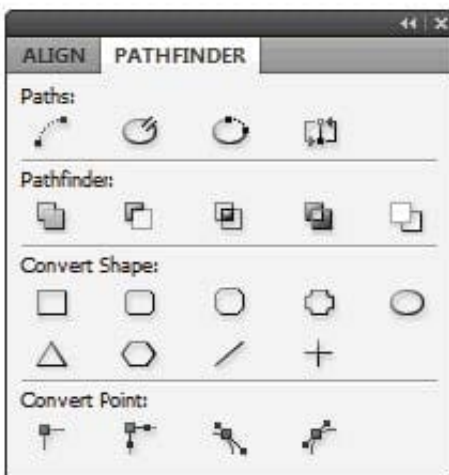 ALIGN PATHFINDER
Paths:
Pathfinder:
Convert Shape:
Convert Point: